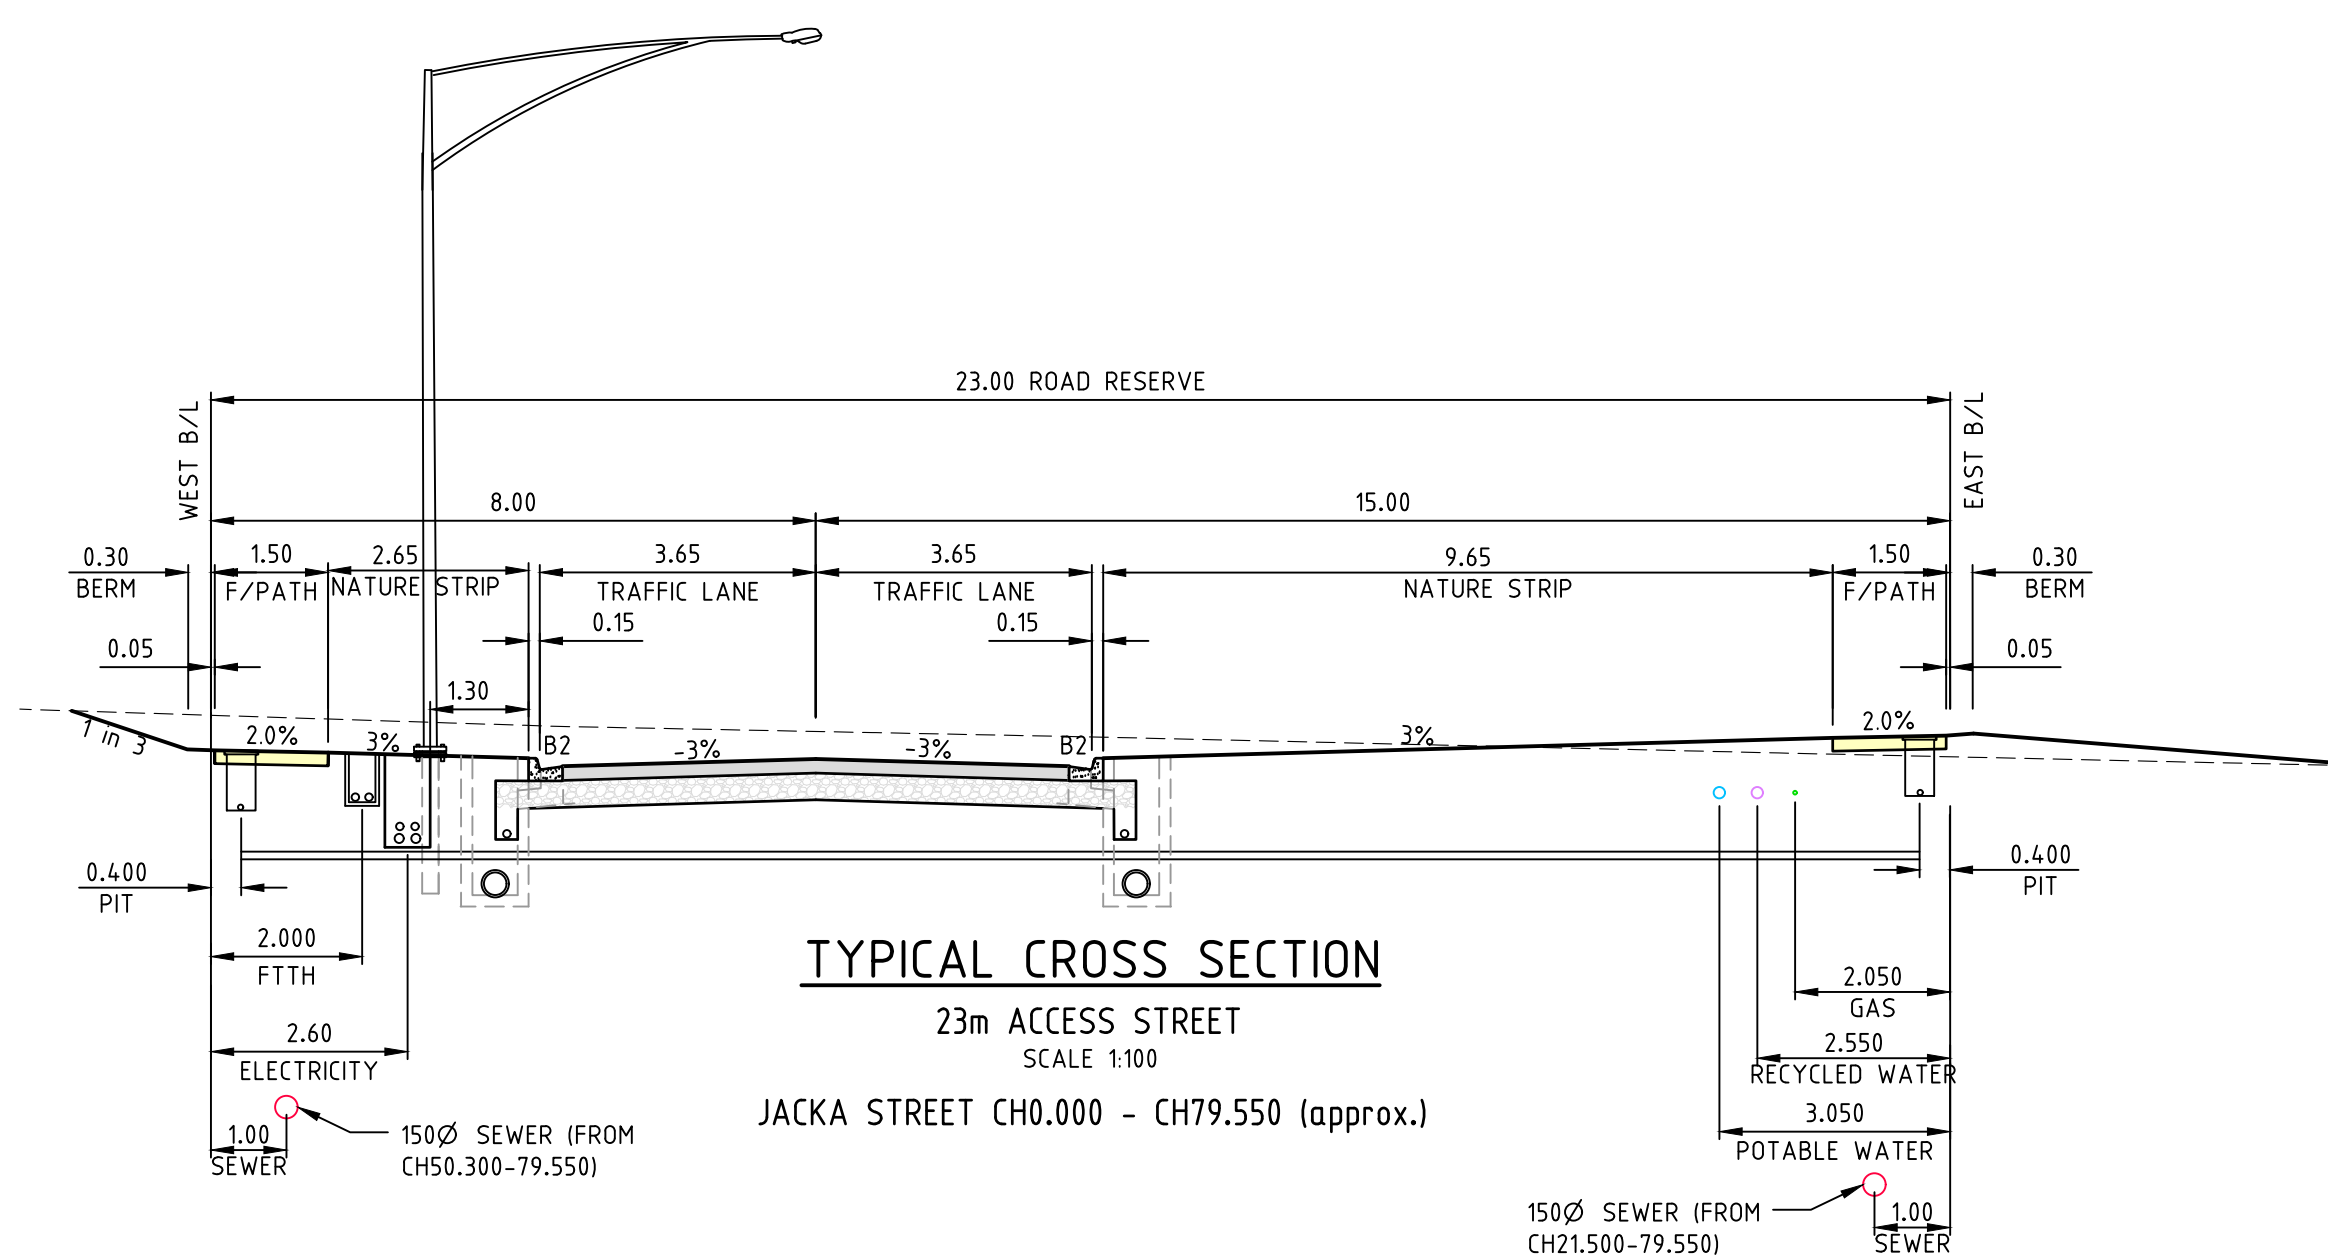 23.00 ROAD RESERVE
WEST B/L
EAST B/L
8.00
15.00
0.30
BERM
1.50
F/PATH
2.65
NATURE STRIP
3.65
TRAFFIC LANE
3.65
TRAFFIC LANE
9.65
NATURE STRIP
1.50
F/PATH
0.30
BERM
0.15
0.15
0.05
0.05
1.30
1 in 3
2.0%
3%
B2
-3%
-3%
B2
3%
2.0%
0.400
PIT
0.400
PIT
2.000
FTTH
2.60
ELECTRICITY
1.00
SEWER
150Ø SEWER (FROM
CH50.300-79.550)
TYPICAL CROSS SECTION
23m ACCESS STREET
SCALE 1:100
JACKA STREET CH0.000 - CH79.550 (approx.)
2.050
GAS
2.550
RECYCLED WATER
3.050
POTABLE WATER
150Ø SEWER (FROM
CH21.500-79.550)
1.00
SEWER